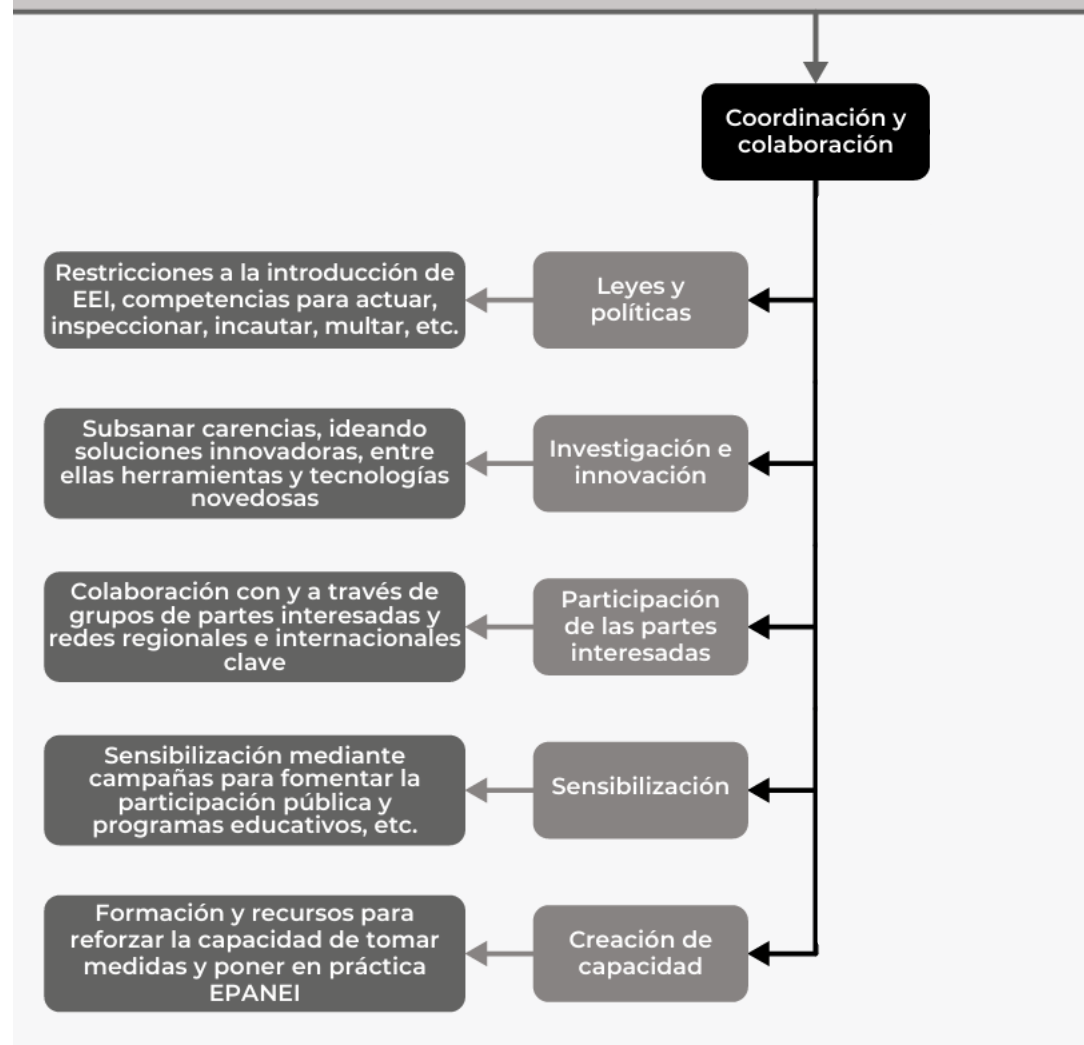 Coordinación y
colaboración
Restricciones a la introducción de
EEI, competencias para actuar,
inspeccionar, incautar, multar, etc.
Leyes y
políticas
Subsanar carencias, ideando
soluciones innovadoras, entre
ellas herramientas y tecnologías
novedosas
Investigación e
innovación
Colaboración con y a través de
grupos de partes interesadas y
redes regionales e internacionales
clave
Participación
de las partes
interesadas
Sensibilización mediante
campañas para fomentar la
participación pública y
programas educativos, etc.
Sensibilización
Formación y recursos para
reforzar la capacidad de tomar
medidas y poner en práctica
EPANEI
Creación de
capacidad